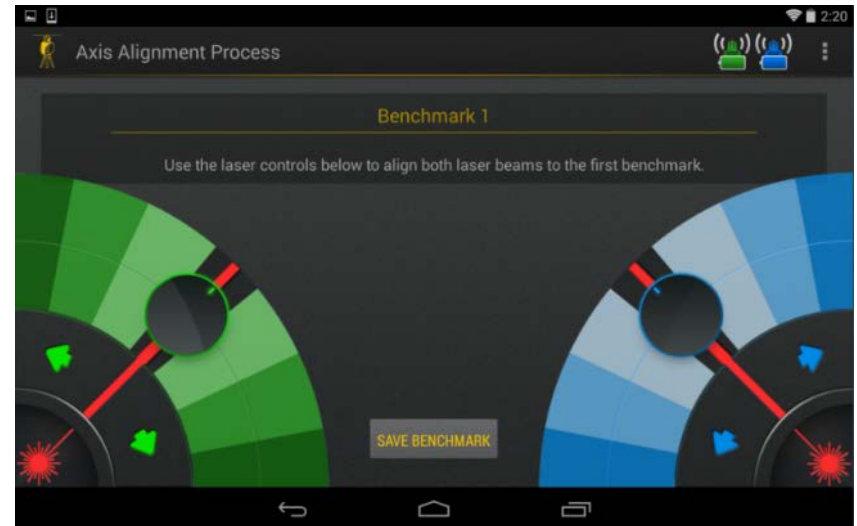 2:20
Axis Alignment Process
Benchmark 1
Use the laser controls below to align both laser beams to the first benchmark.
SAVE BENCHMARK